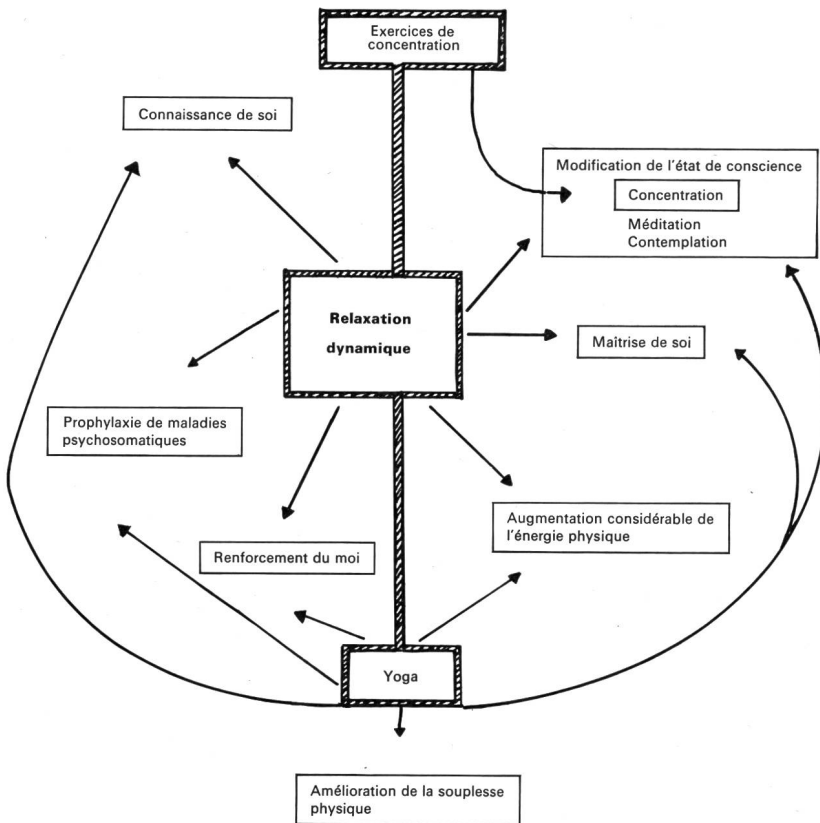 Exercices de
concentration
Connaissance de soi
Modification de l'état de conscience
Concentration
Méditation
Contemplation
Relaxation
dynamique
Maîtrise de soi
Prophylaxie de maladies
psychosomatiques
Augmentation considérable de
l'énergie physique
Renforcement du moi
Yoga
Amélioration de la souplesse
physique